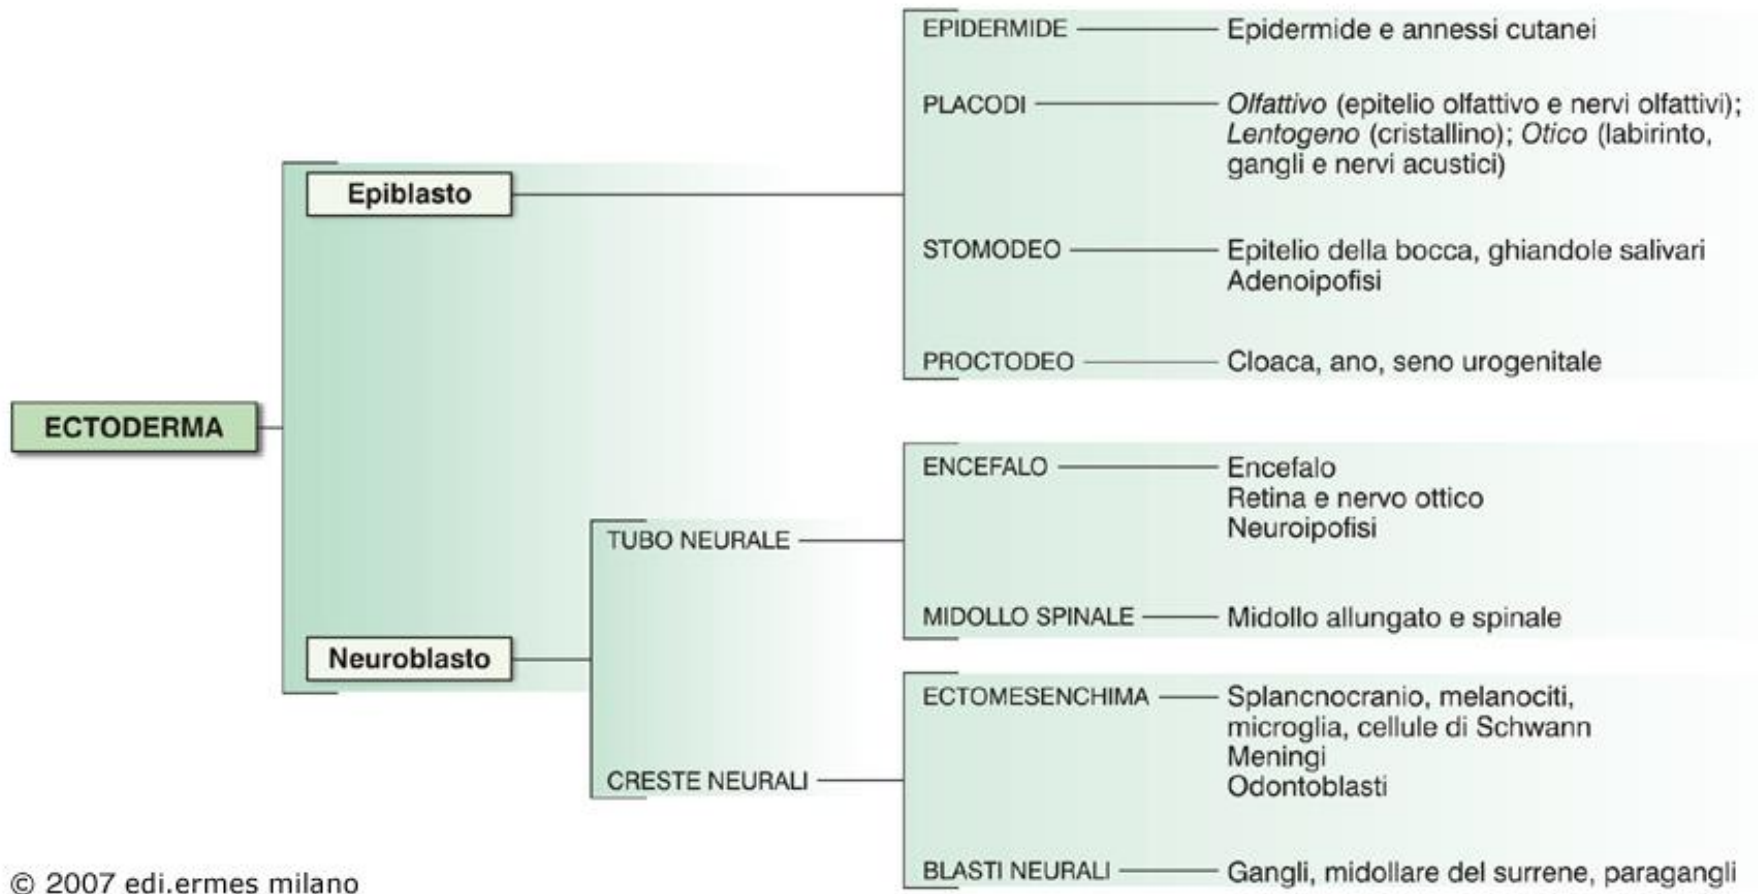 EPIDERMIDE Epidermide e annessi cutanei
PLACODI Olfattivo (epitelio olfattivo e nervi olfattivi);
Lentogeno (cristallino); Otico (labirinto,
gangli e nervi acustici)
Epiblasto
STOMODEO Epitelio della bocca, ghiandole salivari
Adenoipofisi
PROCTODEO Cloaca, ano, seno urogenitale
ECTODERMA
ENCEFALO Encefalo
Retina e nervo ottico
Neuroipofisi
TUBO NEURALE
MIDOLLO SPINALE Midollo allungato e spinale
Neuroblasto
ECTOMESENCHIMA Splancnocranio, melanociti,
microglia, cellule di Schwann
Meningi
Odontoblasti
CRESTE NEURALI
BLASTI NEURALI Gangli, midollare del surrene, paragangli
© 2007 edi.ermes milano